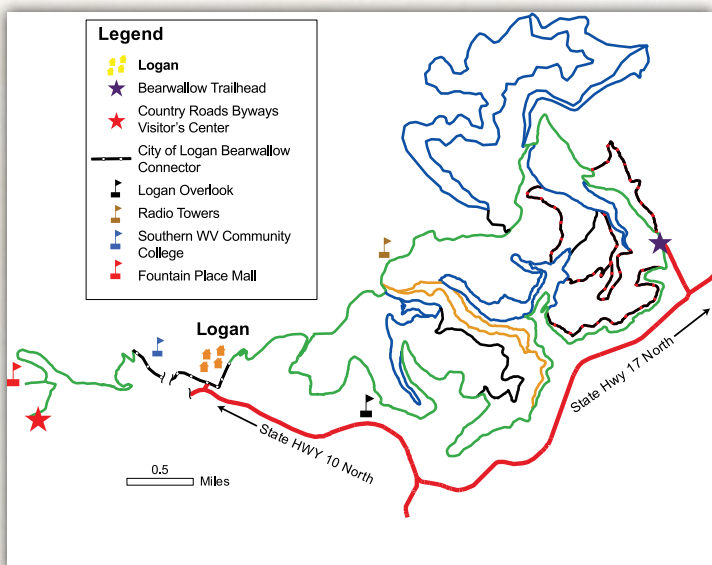 Legend
Logan
Bearwallow Trailhead
Country Roads Byways
Visitor's Center
City of Logan Bearwallow
Connector
Logan Overlook
Radio Towers
Southern WV Community
College
Fountain Place Mall
Logan
State Hwy 17 North
State HWY 10 North
0.5
Miles